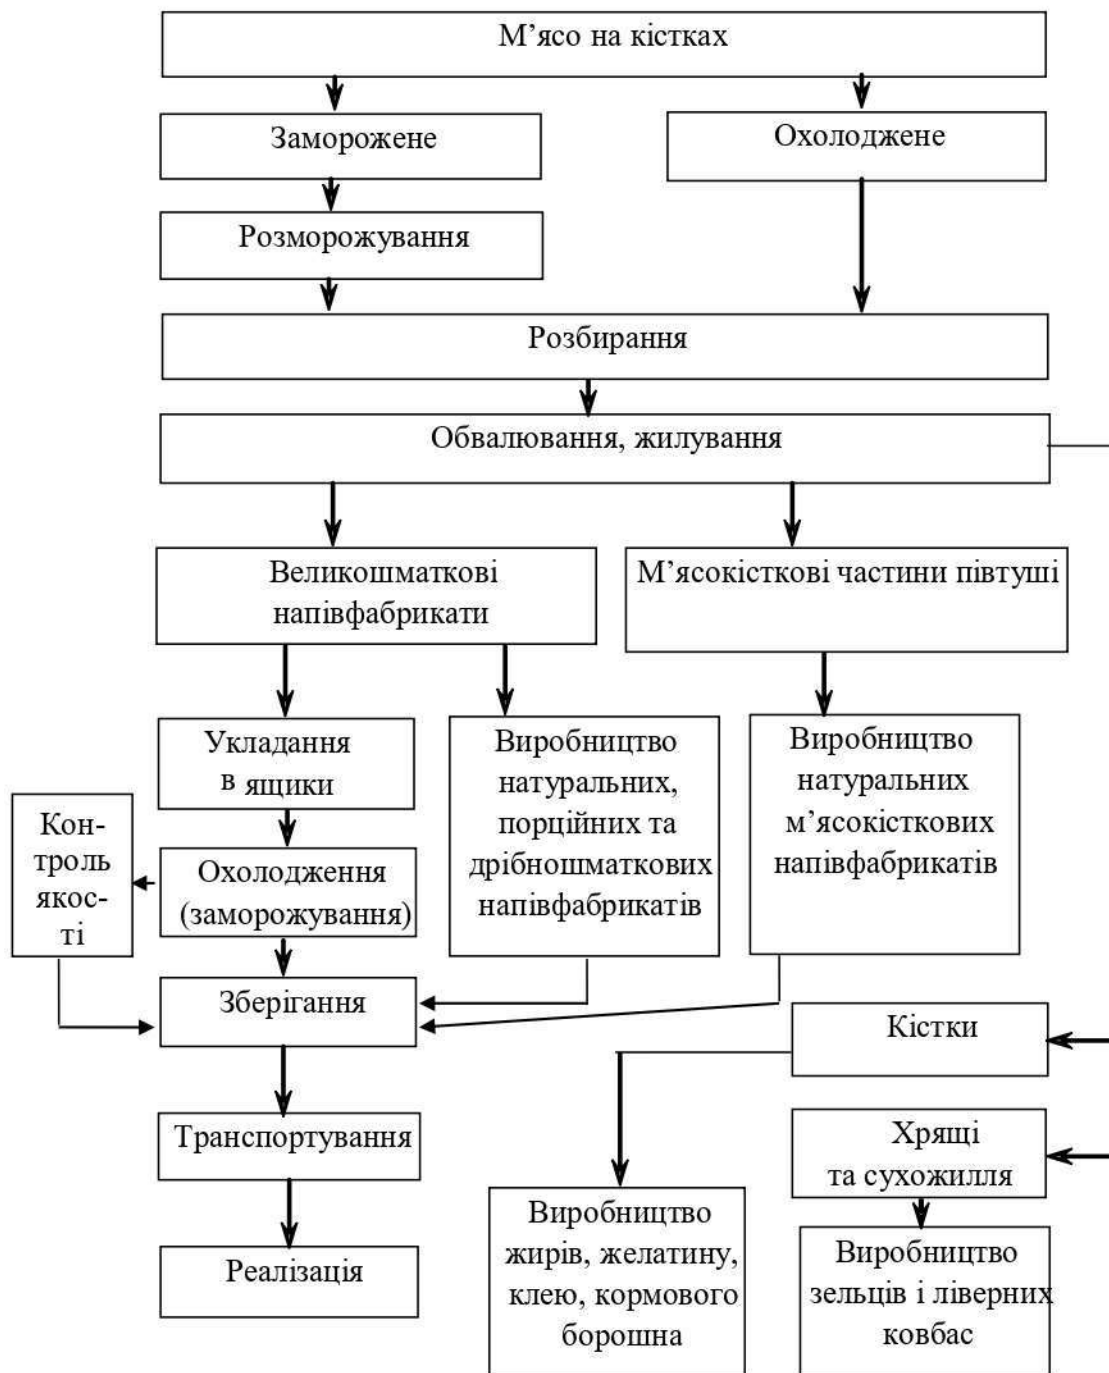 М’ясо на кістках
Заморожене
Охолоджене
Розморожування
Розбирання
Обвалювання, жилування
Великошматкові
напівфабрикати
М’ясокісткові частини півтуші
Укладання
в ящики
Виробництво
натуральних,
порційних та
дрібношматкових
напівфабрикатів
Виробництво
натуральних
м’ясокісткових
напівфабрикатів
Кон-
троль
якос-
ті
Охолодження
(заморожування)
Зберігання
Кістки
Транспортування
Хрящі
та сухожилля
Виробництво
жирів, желатину,
клею, кормового
борошна
Реалізація
Виробництво
зельців і ліверних
ковбас